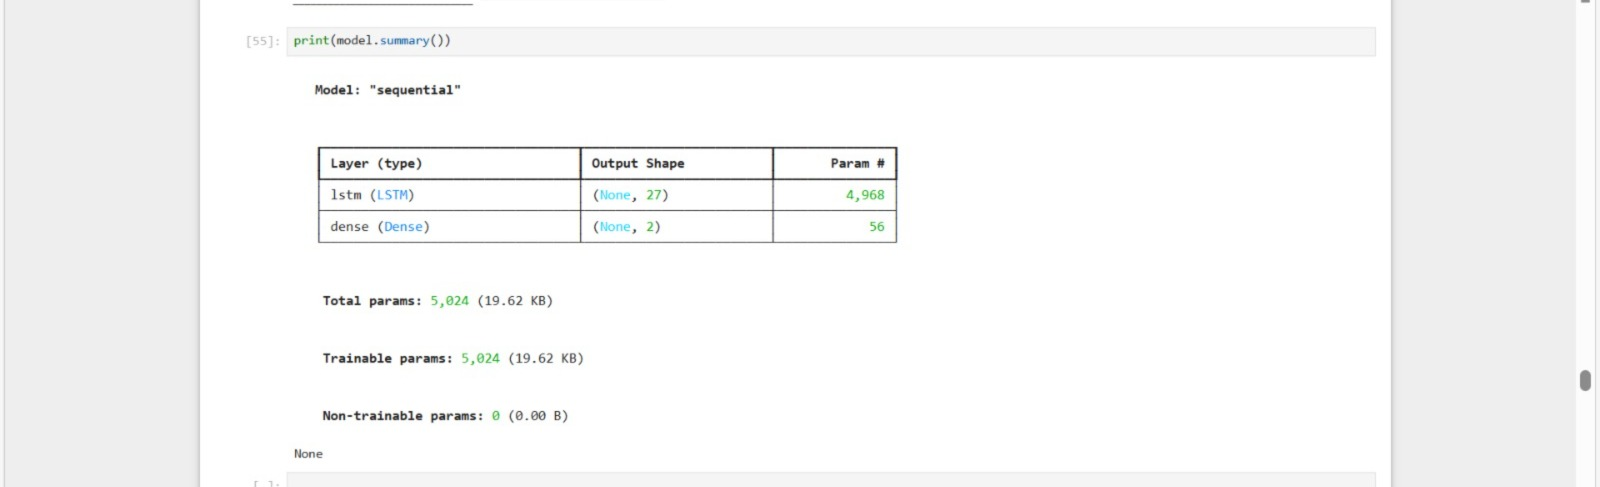 [55]: print(model.summary())
Model: "sequential"
Layer (type) Output Shape Param #
lstm (LSTM) (None, 27) 4,968
dense (Dense) (None, 2) 56
Total params: 5,024 (19.62 KB)
Trainable params: 5,024 (19.62 KB)
Non-trainable params: 0 (0.00 B)
None
[ ]: